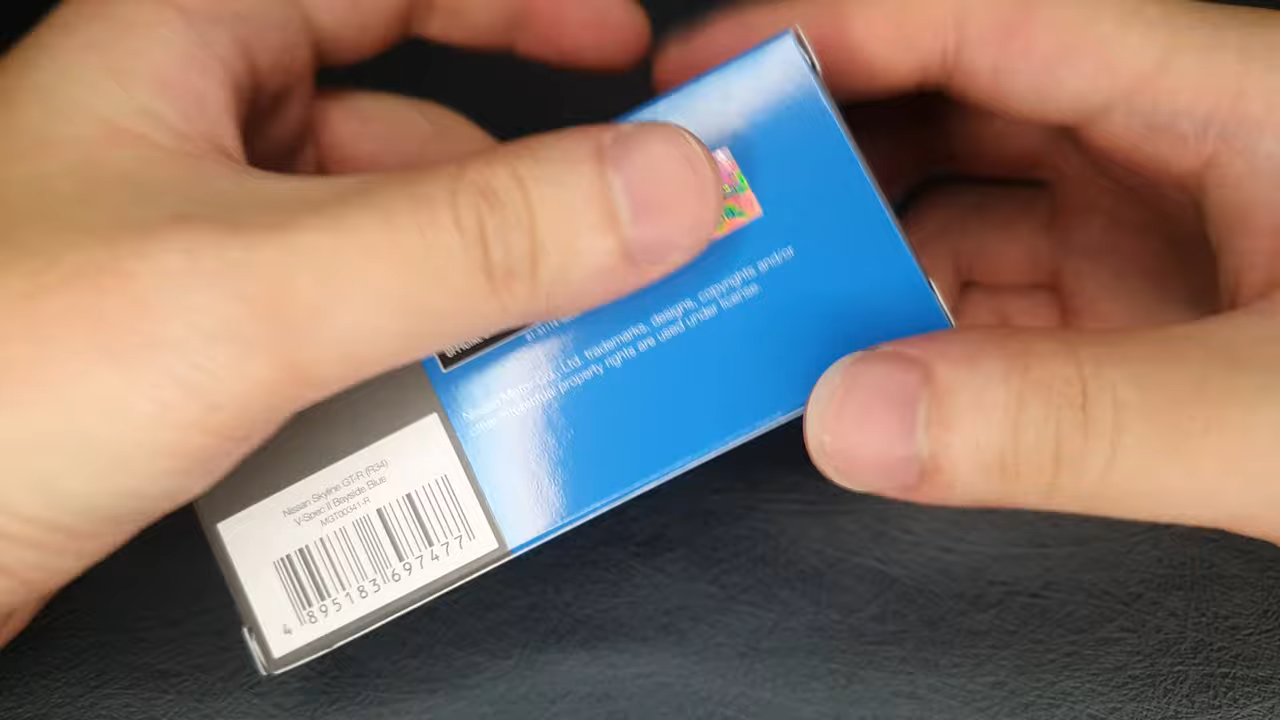 Nissan Motor Co., Ltd. trademarks, designs, copyrights and/or
other intellectual property rights are used under license.
Nissan Skyline GT-R (R34)
V-Spec II Bayside Blue
MGT00341-R
4 895183 697477